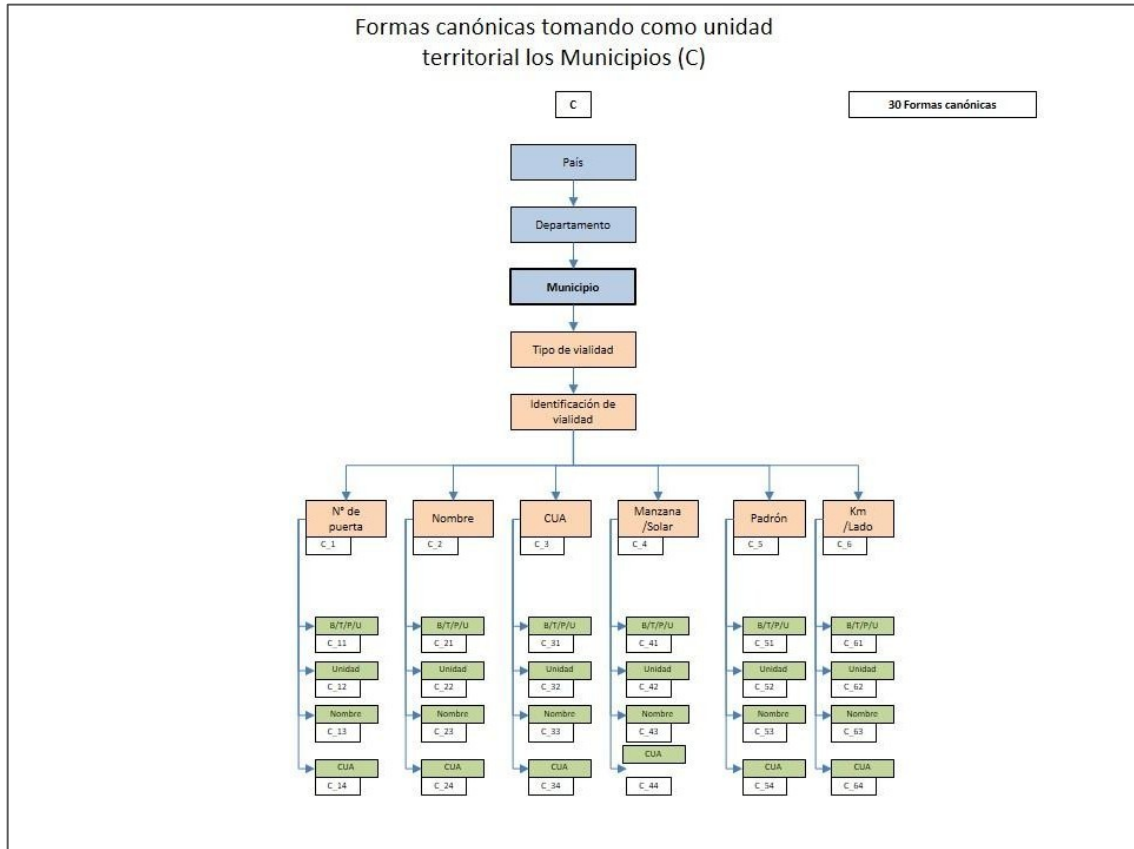 Formas canónicas tomando como unidad
territorial los Municipios (C)
C
30 Formas canónicas
País
Departamento
Municipio
Tipo de vialidad
Identificación de
vialidad
N° de
puerta
C_1
Nombre
C_2
CUA
C_3
Manzana
/Solar
C_4
Padrón
C_5
Km
/Lado
C_6
B/T/P/U
C_11
Unidad
C_12
Nombre
C_13
CUA
C_14
B/T/P/U
C_21
Unidad
C_22
Nombre
C_23
CUA
C_24
B/T/P/U
C_31
Unidad
C_32
Nombre
C_33
CUA
C_34
B/T/P/U
C_41
Unidad
C_42
Nombre
C_43
CUA
C_44
B/T/P/U
C_51
Unidad
C_52
Nombre
C_53
CUA
C_54
B/T/P/U
C_61
Unidad
C_62
Nombre
C_63
CUA
C_64